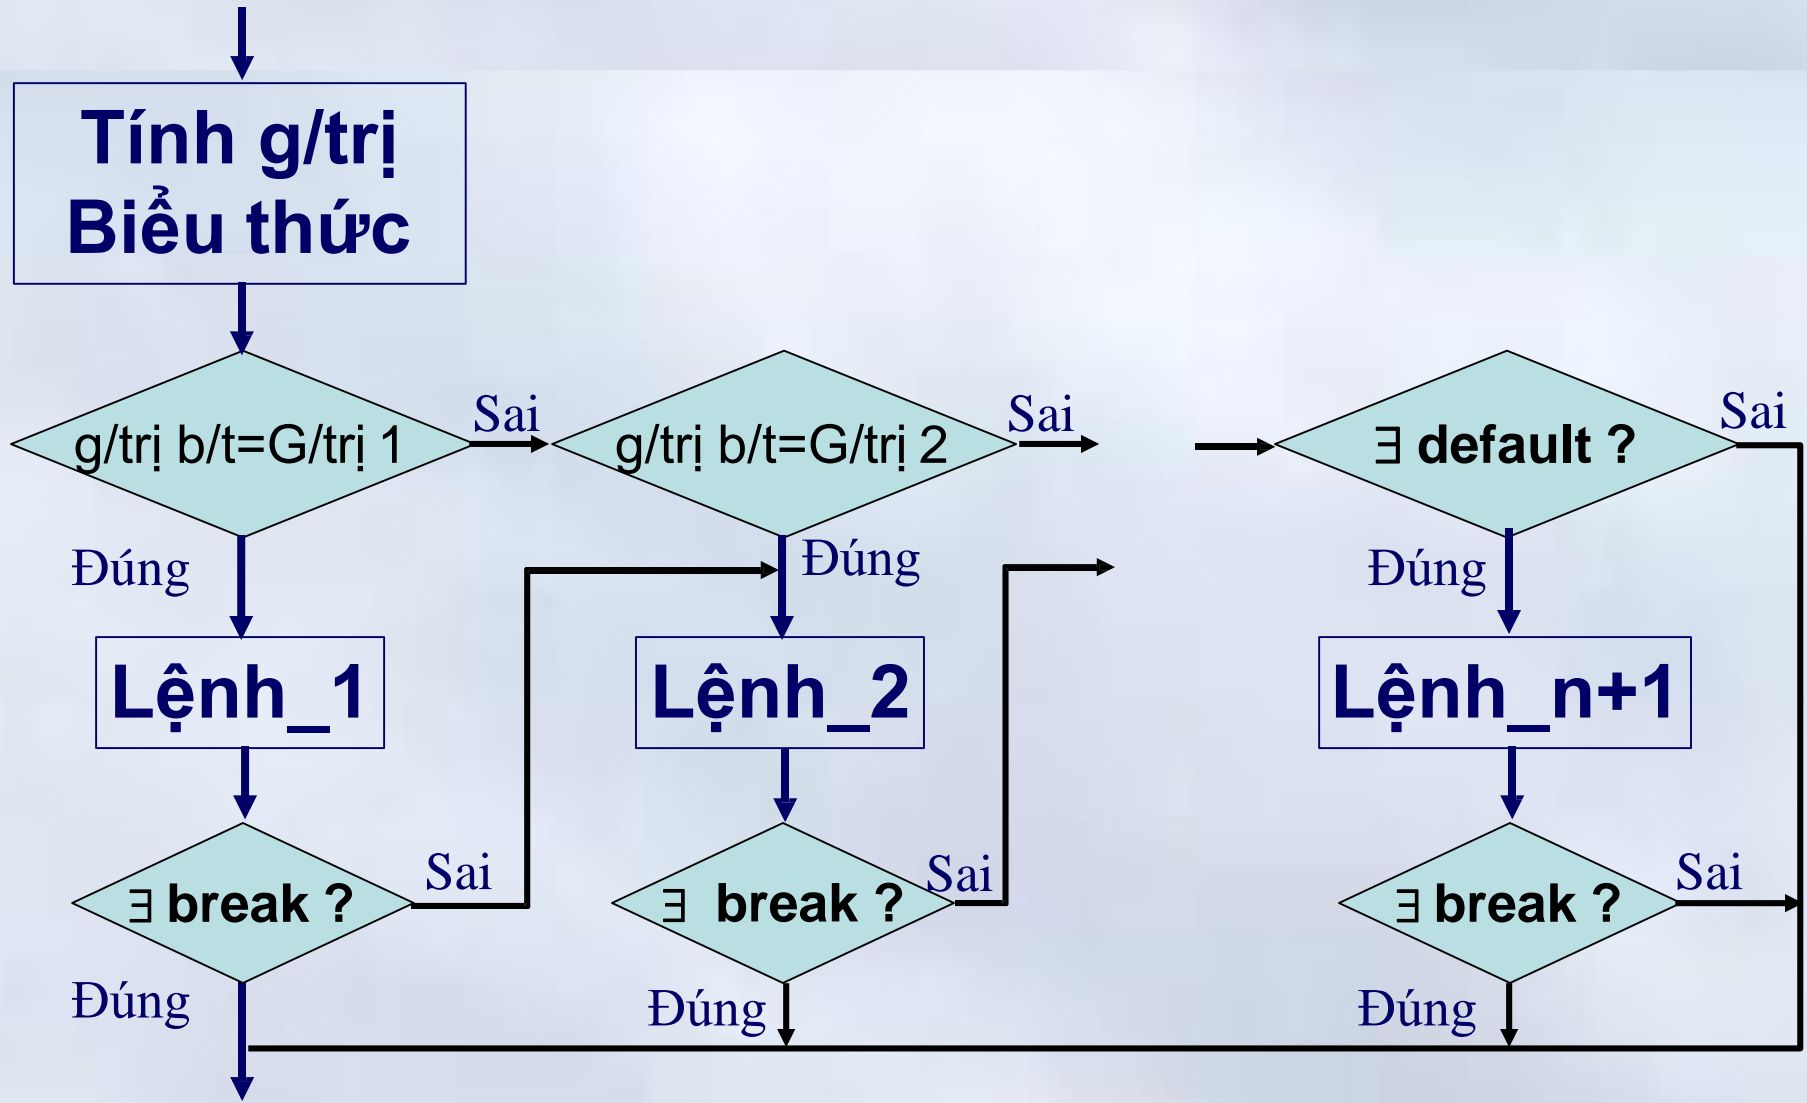 Tính g/trị
Biểu thức
g/trị b/t=G/trị 1
Sai
g/trị b/t=G/trị 2
Sai
∃ default ?
Sai
Đúng
Đúng
Đúng
Lệnh_1
Lệnh_2
Lệnh_n+1
∃ break ?
Sai
∃ break ?
Sai
∃ break ?
Sai
Đúng
Đúng
Đúng